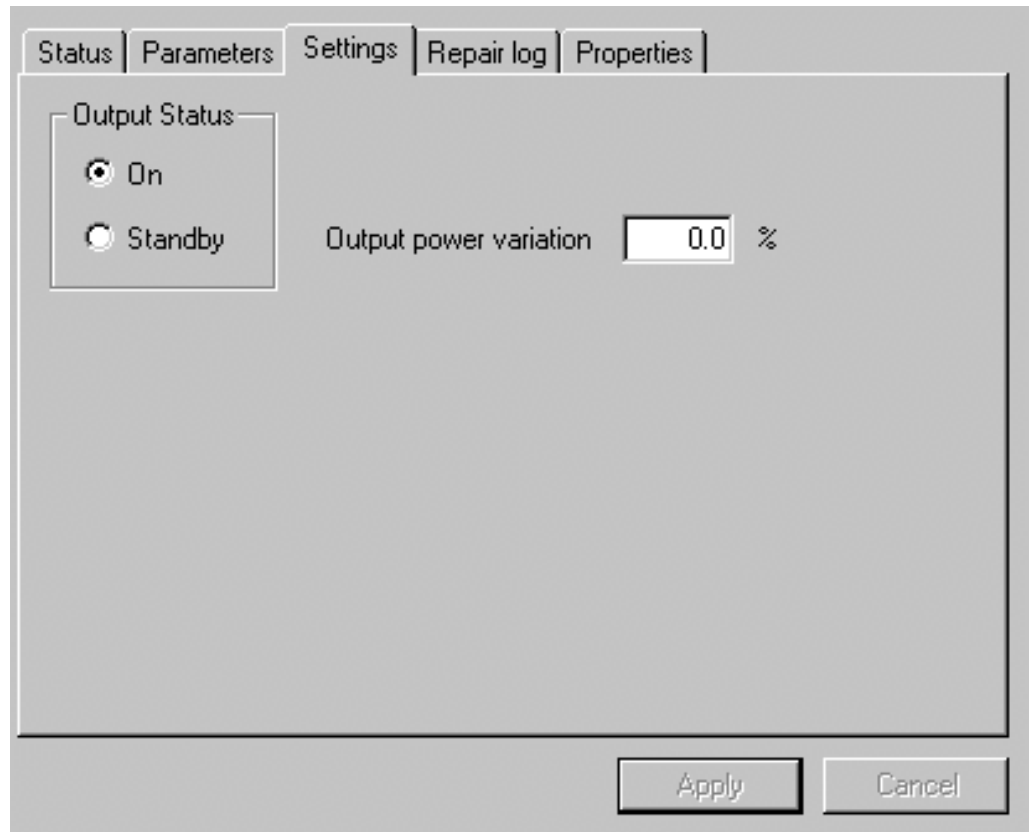 Status Parameters Settings Repair log Properties
Output Status
On
Standby Output power variation 0.0 %
Apply Cancel